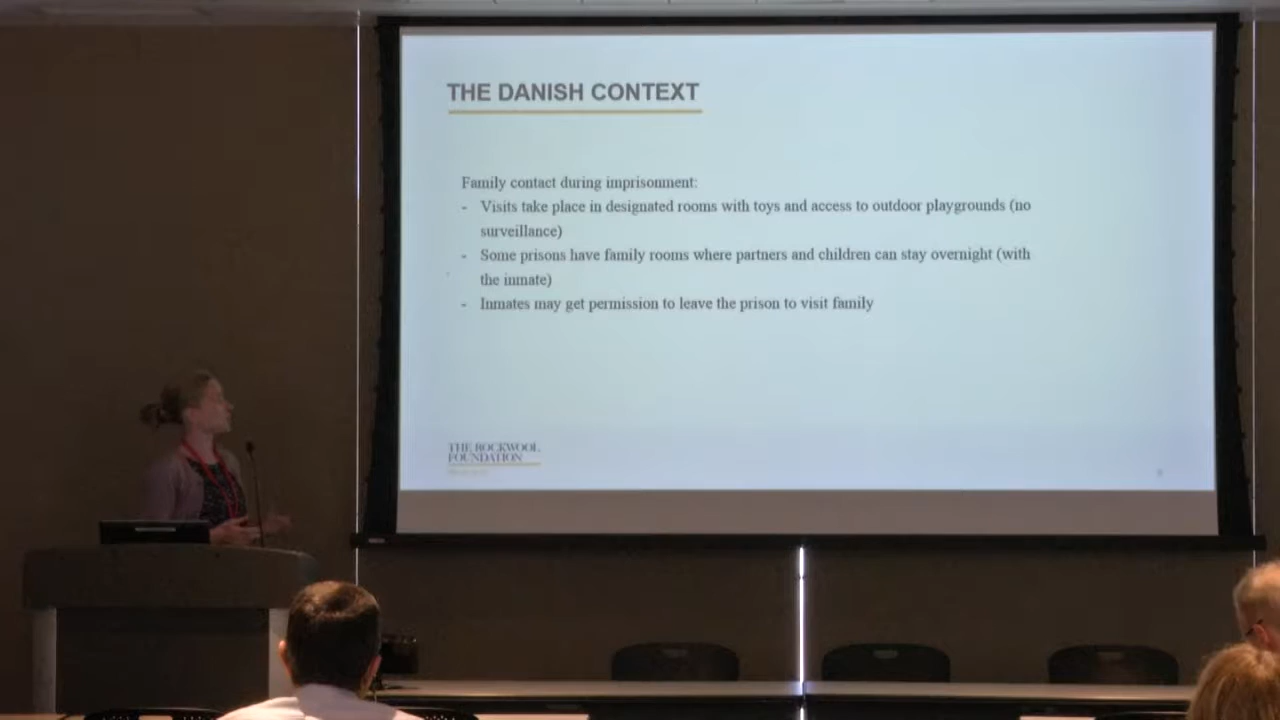 THE DANISH CONTEXT
Family contact during imprisonment:
- Visits take place in designated rooms with toys and access to outdoor playgrounds (no
surveillance)
- Some prisons have family rooms where partners and children can stay overnight (with
the inmate)
- Inmates may get permission to leave the prison to visit family
THE ROCKWOOL
FOUNDATION